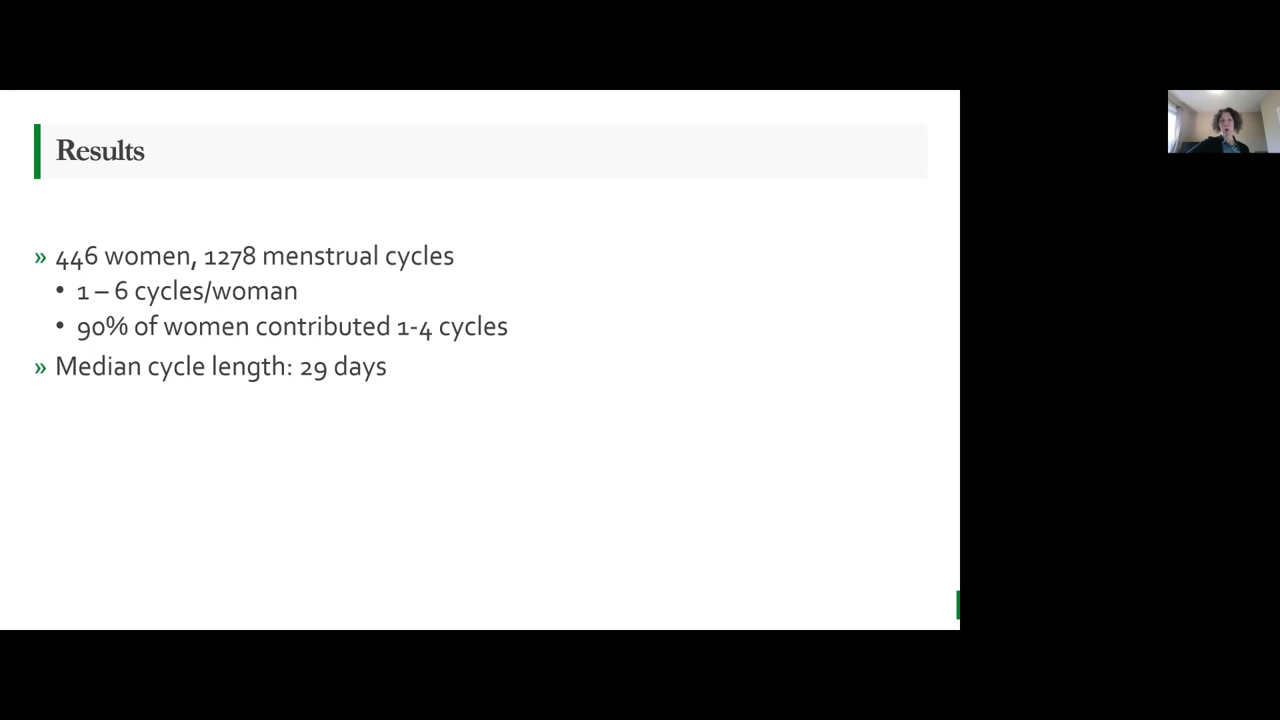 Results
» 446 women, 1278 menstrual cycles
• 1 – 6 cycles/woman
• 90% of women contributed 1-4 cycles
» Median cycle length: 29 days